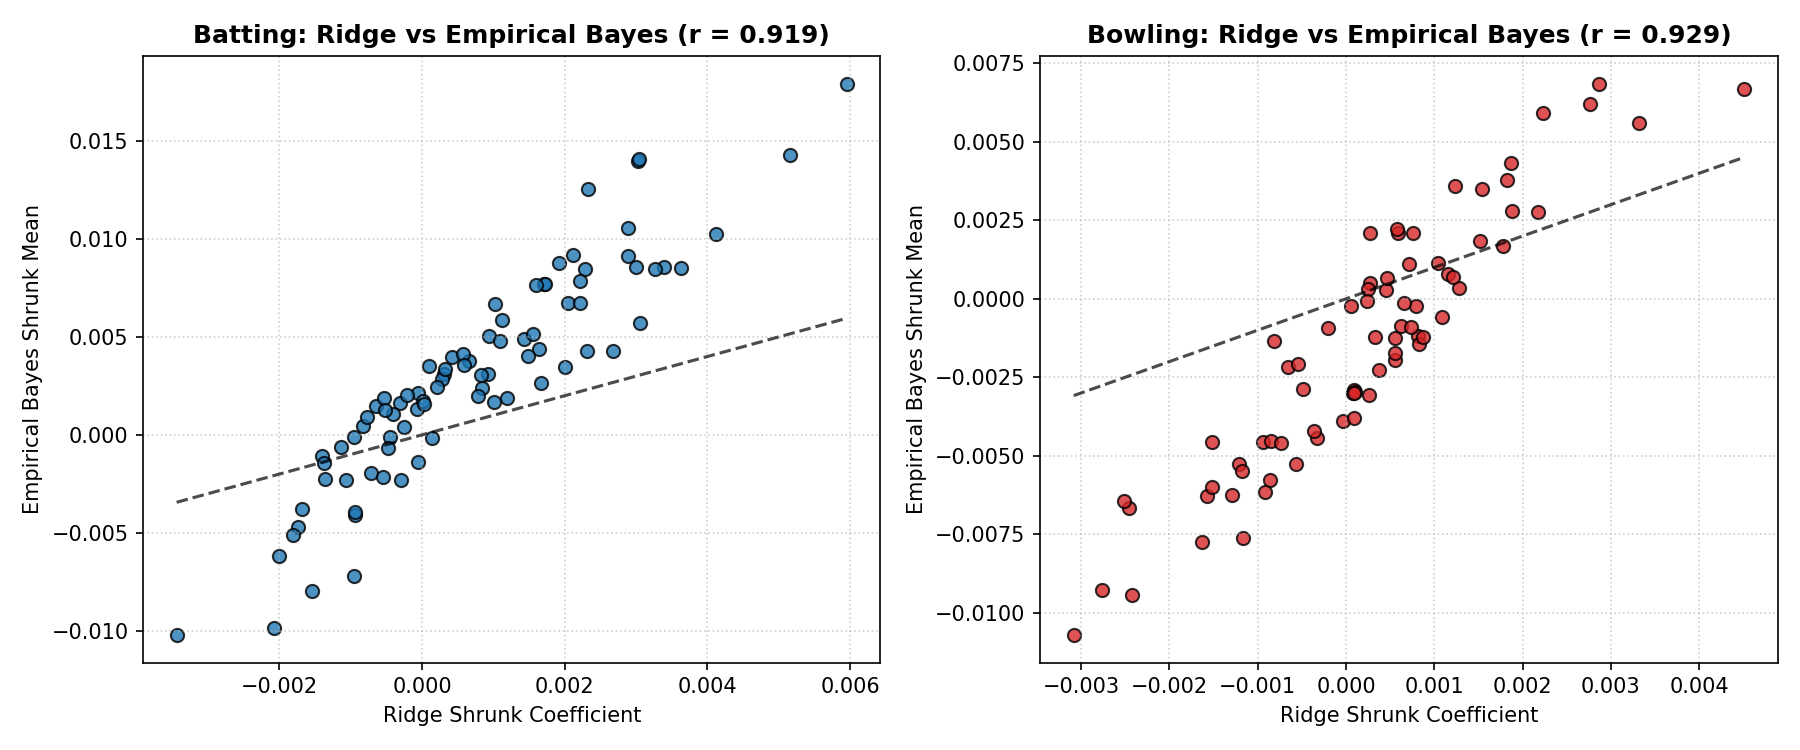 Batting: Ridge vs Empirical Bayes (r = 0.919)
Empirical Bayes Shrunk Mean
0.015
0.010
0.005
0.000
−0.005
−0.010
−0.002 0.000 0.002 0.004 0.006
Ridge Shrunk Coefficient
Bowling: Ridge vs Empirical Bayes (r = 0.929)
Empirical Bayes Shrunk Mean
0.0075
0.0050
0.0025
0.0000
−0.0025
−0.0050
−0.0075
−0.0100
−0.003 −0.002 −0.001 0.000 0.001 0.002 0.003 0.004
Ridge Shrunk Coefficient